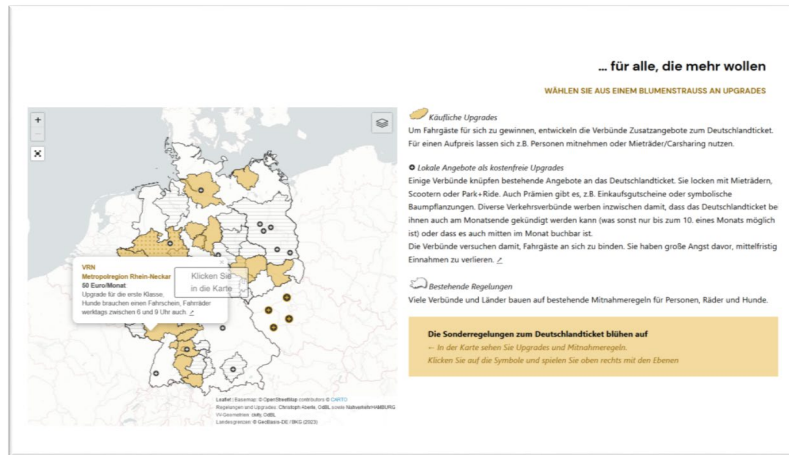 ... für alle, die mehr wollen
WÄHLEN SIE AUS EINEM BLUMENSTRAUSS AN UPGRADES
Käufliche Upgrades
Um Fahrgäste für sich zu gewinnen, entwickeln die Verbünde Zusatzangebote zum Deutschlandticket.
Für einen Aufpreis lassen sich z.B. Personen mitnehmen oder Mieträder/Carsharing nutzen.
Lokale Angebote als kostenfreie Upgrades
Einige Verbünde knüpfen bestehende Angebote an das Deutschlandticket. Sie locken mit Mieträdern,
Scootern oder Park+Ride. Auch Prämien gibt es, z.B. Einkaufsgutscheine oder symbolische
Baumpflanzungen. Diverse Verkehrsverbünde werben inzwischen damit, dass das Deutschlandticket be
ihnen auch am Monatsende gekündigt werden kann (was sonst nur bis zum 10. eines Monats möglich
ist) oder dass es auch mitten im Monat buchbar ist.
Die Verbünde versuchen damit, Fahrgäste an sich zu binden. Sie haben große Angst davor, mittelfristig
Einnahmen zu verlieren.
Bestehende Regelungen
Viele Verbünde und Länder bauen auf bestehende Mitnahmeregeln für Personen, Räder und Hunde.
Die Sonderregelungen zum Deutschlandticket blühen auf
← In der Karte sehen Sie Upgrades und Mitnahmeregeln.
Klicken Sie auf die Symbole und spielen Sie oben rechts mit den Ebenen
+
−
VRN
Metropolregion Rhein-Neckar
50 Euro/Monat
Upgrade für die erste Klasse,
Hunde brauchen einen Fahrschein, Fahrräder
werktags zwischen 6 und 9 Uhr auch
×
Klicken Sie
in die Karte
Leaflet | Basemap: © OpenStreetMap contributors © CARTO
Regelungen und Upgrades: Christoph Aberle, OdBL sowie NahverkehrHAMBURG
VV-Geometrien: OdBL
Landesgrenzen: © GeoBasis-DE / BKG (2023)